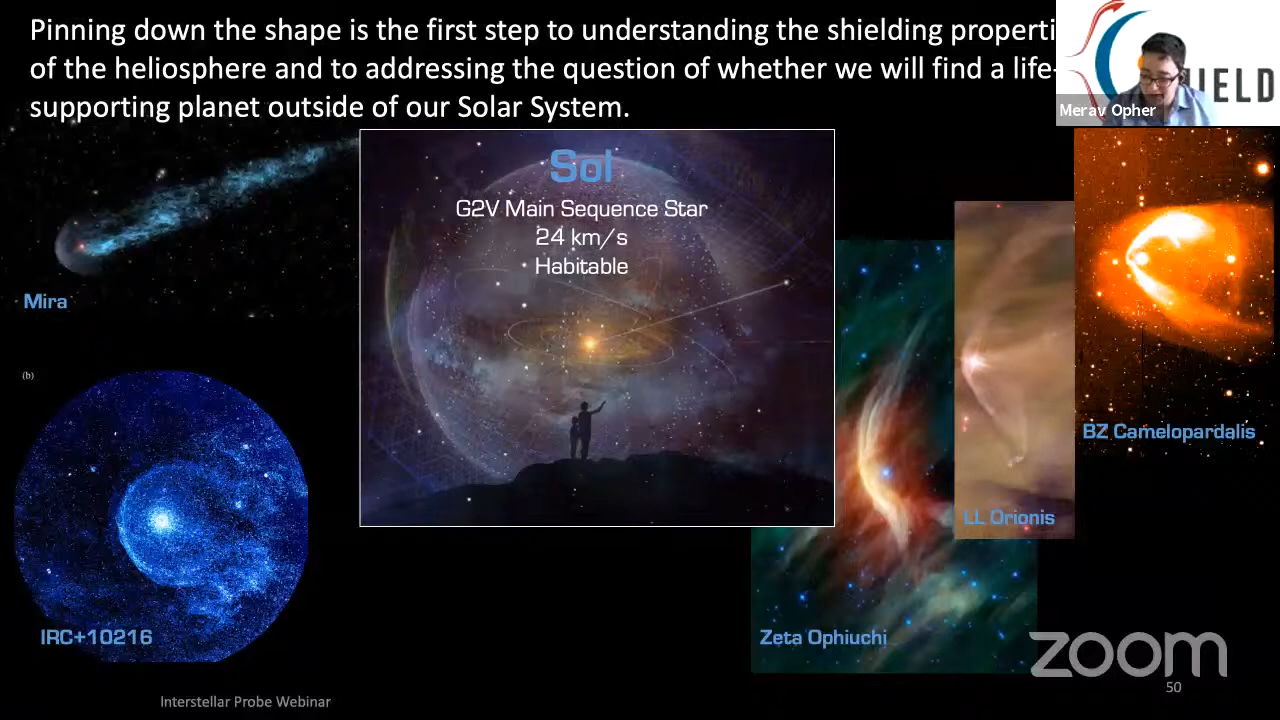 Pinning down the shape is the first step to understanding the shielding properti
of the heliosphere and to addressing the question of whether we will find a life-
supporting planet outside of our Solar System.
IELD
Merav Opher
Sol
G2V Main Sequence Star
24 km/s
Habitable
Mira
(b)
BZ Camelopardalis
LL Orionis
IRC+10216
Zeta Ophiuchi
zoom
50
Interstellar Probe Webinar